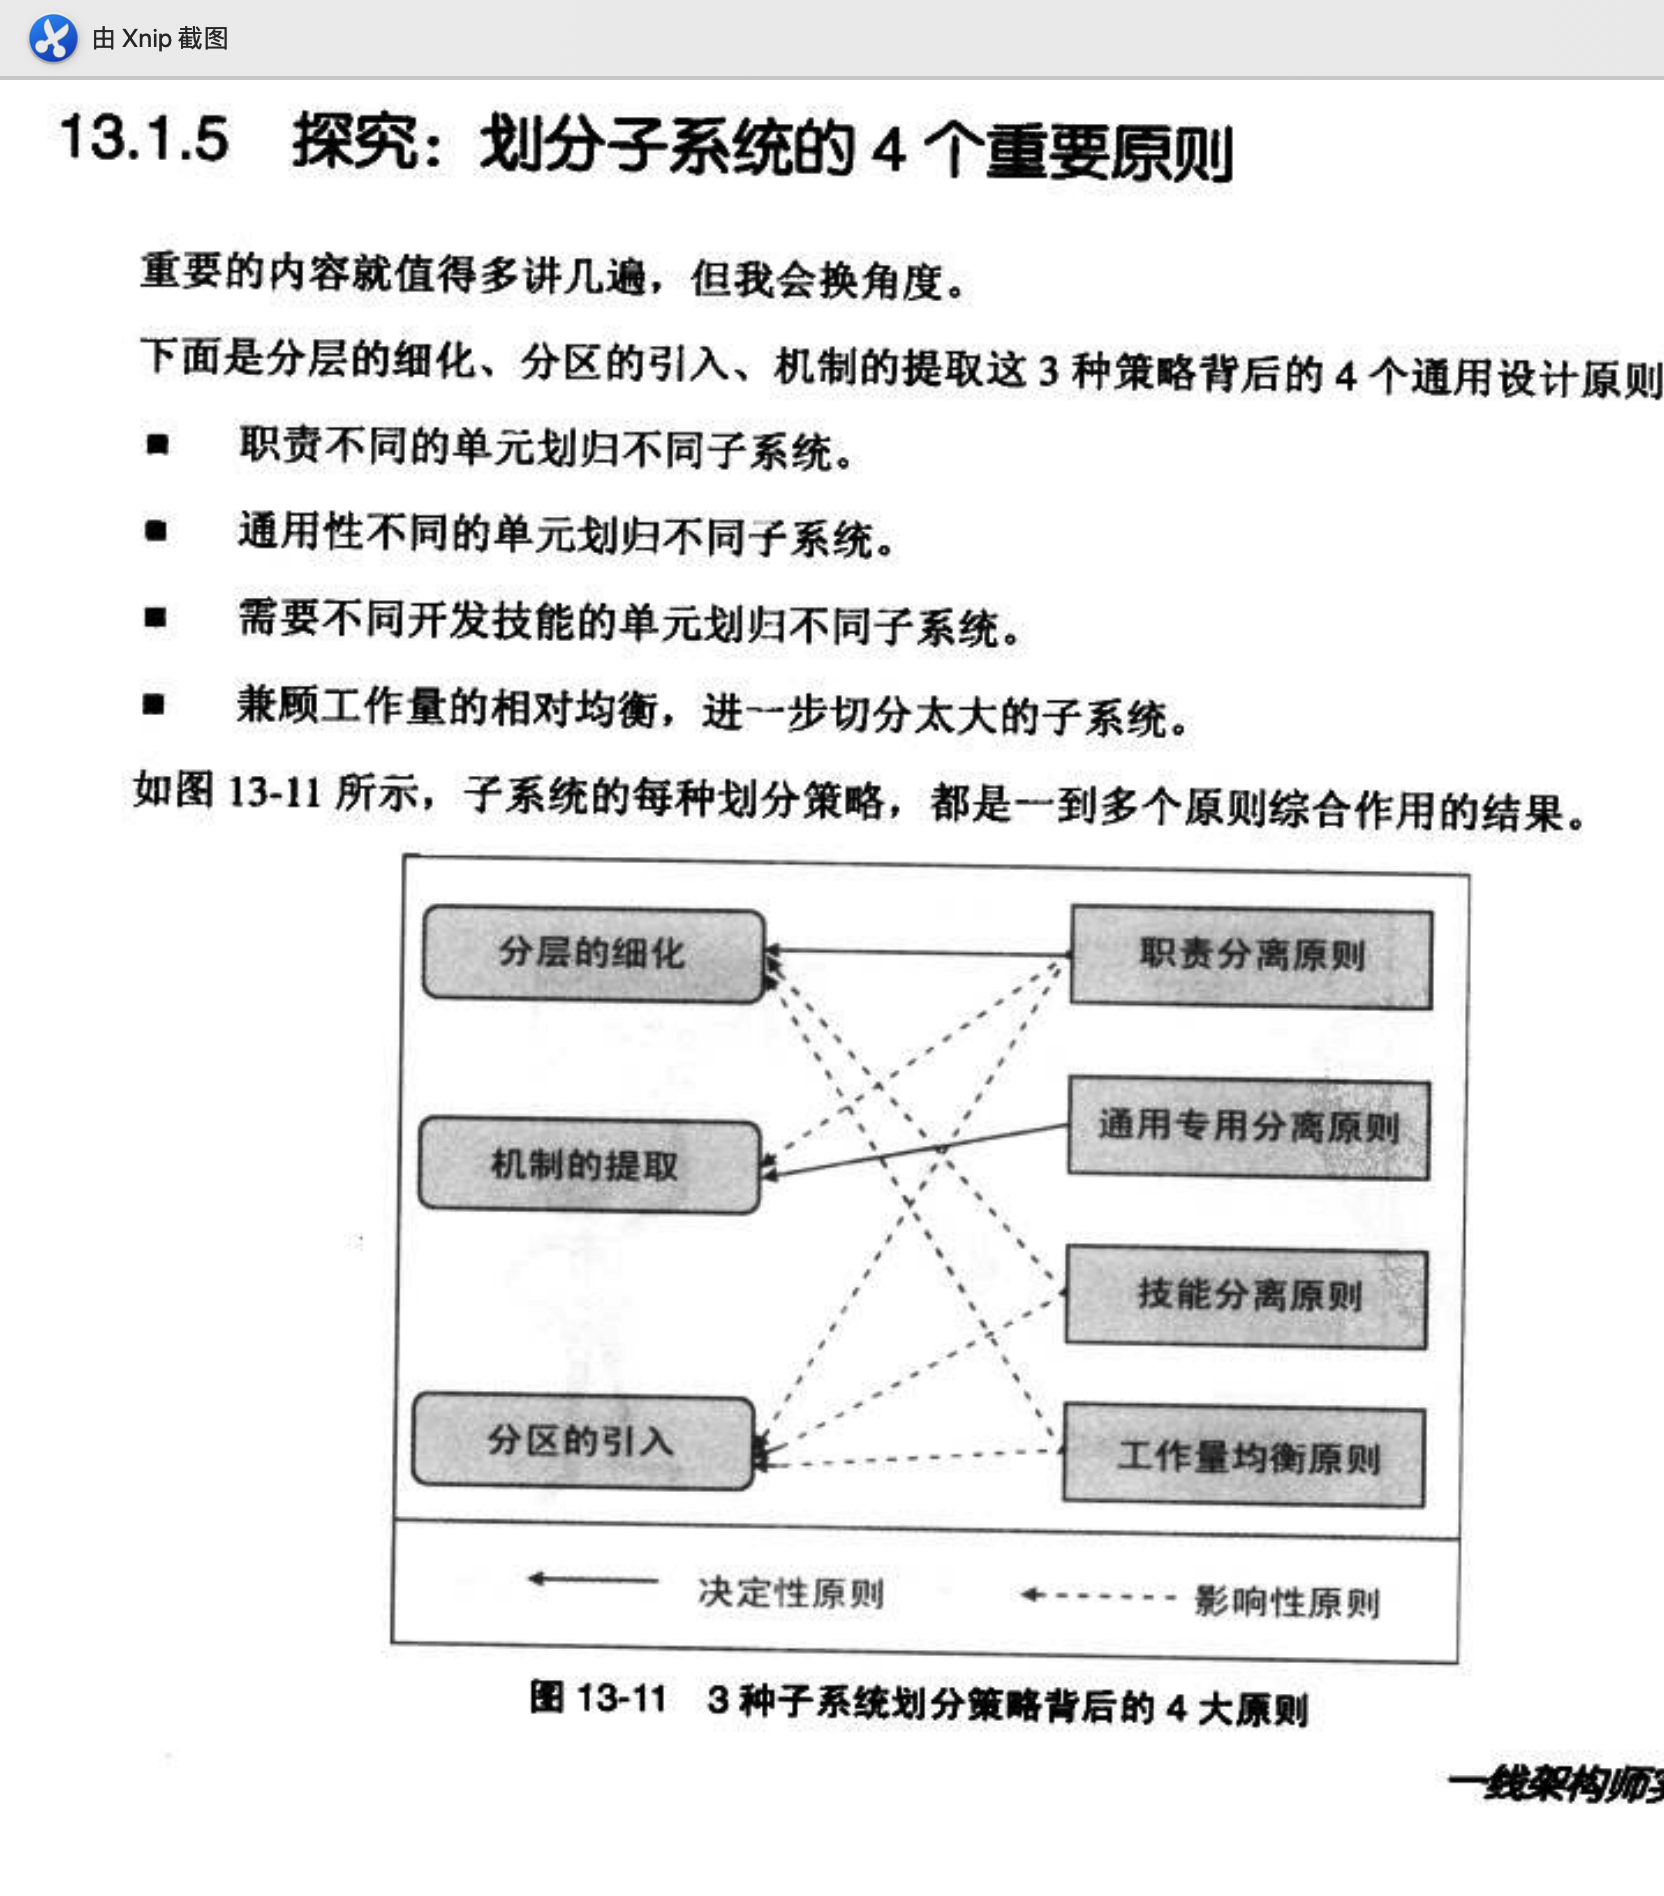 由 Xnip 截图
13.1.5 探究：划分子系统的 4 个重要原则
重要的内容就值得多讲几遍，但我会换角度。
下面是分层的细化、分区的引入、机制的提取这 3 种策略背后的 4 个通用设计原则
■ 职责不同的单元划归不同子系统。
■ 通用性不同的单元划归不同子系统。
■ 需要不同开发技能的单元划归不同子系统。
■ 兼顾工作量的相对均衡，进一步切分太大的子系统。
如图 13-11 所示，子系统的每种划分策略，都是一到多个原则综合作用的结果。
分层的细化
职责分离原则
通用专用分离原则
机制的提取
技能分离原则
分区的引入
工作量均衡原则
决定性原则
影响性原则
图 13-11 3 种子系统划分策略背后的 4 大原则
一线架构师